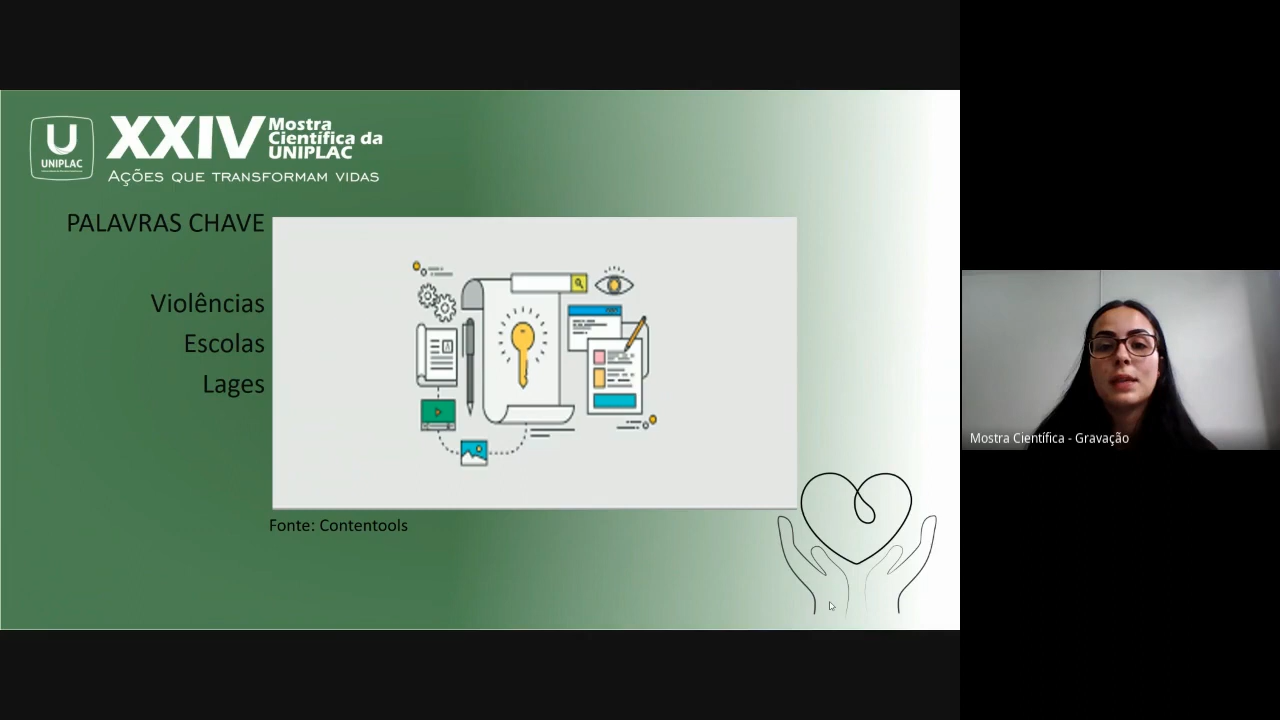 UNIPLAC
XXIV
Mostra
Científica da
UNIPLAC
AÇÕES QUE TRANSFORMAM VIDAS
PALAVRAS CHAVE
Violências
Escolas
Lages
Fonte: Contentools
Mostra Científica - Gravação